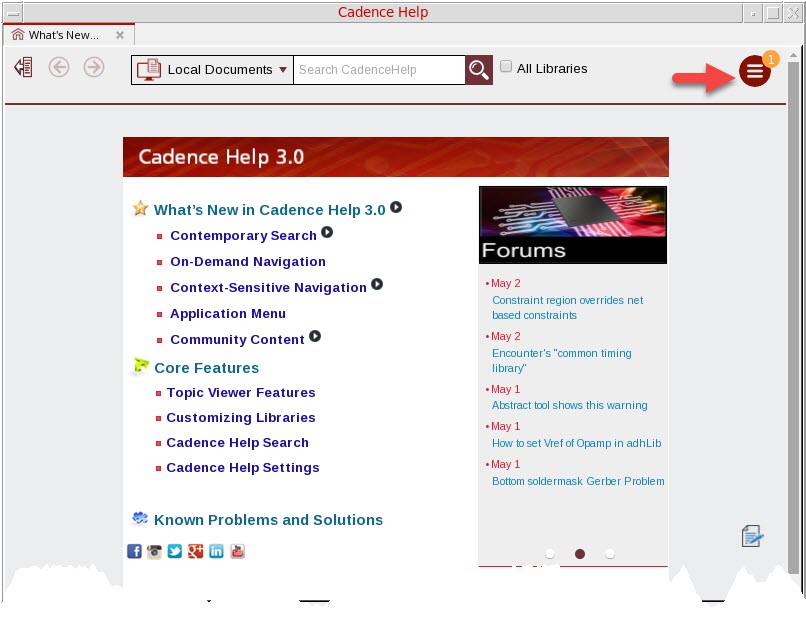 Cadence Help
What's New...
Local Documents
Search CadenceHelp
All Libraries
1
Cadence Help 3.0
What's New in Cadence Help 3.0
Contemporary Search
On-Demand Navigation
Context-Sensitive Navigation
Application Menu
Community Content
Core Features
Topic Viewer Features
Customizing Libraries
Cadence Help Search
Cadence Help Settings
Known Problems and Solutions
Forums
May 2
Constraint region overrides net
based constraints
May 2
Encounter's "common timing
library"
May 1
Abstract tool shows this warning
May 1
How to set Vref of Opamp in adhLib
May 1
Bottom soldermask Gerber Problem